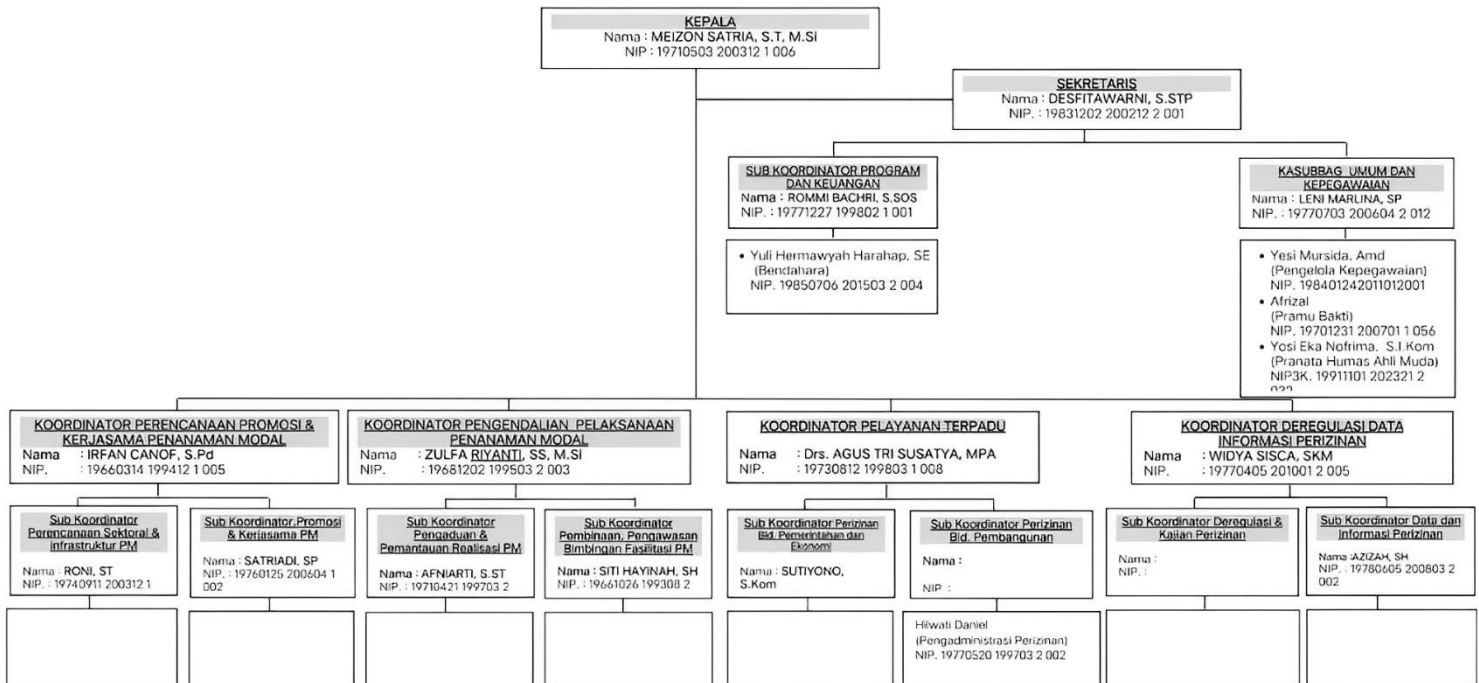 KEPALA
Nama : MEIZON SATRIA, S.T, M.Si
NIP : 19710503 200312 1 006
SEKRETARIS
Nama : DESFITAWARNI, S.STP
NIP. : 19831202 200212 2 001
SUB KOORDINATOR PROGRAM
DAN KEUANGAN
Nama : ROMMI BACHRI, S.SOS
NIP. : 19771227 199802 1 001
KASUBBAG UMUM DAN
KEPEGAWAIAN
Nama : LENI MARLINA, SP
NIP. : 19770703 200604 2 012
• Yuli Hermawyah Harahap, SE
(Bendahara)
NIP. 19850706 201503 2 004
• Yesi Mursida, Amd
(Pengelola Kepegawaian)
NIP. 198401242011012001
• Afrizal
(Pramu Bakti)
NIP. 19701231 200701 1 056
• Yosi Eka Nofrima, S.I.Kom
(Pranata Humas Ahli Muda)
NIP3K. 19911101 202321 2
KOORDINATOR PERENCANAAN PROMOSI &
KERJASAMA PENANAMAN MODAL
Nama : IRFAN CANOF, S.Pd
NIP. : 19660314 199412 1 005
KOORDINATOR PENGENDALIAN PELAKSANAAN
PENANAMAN MODAL
Nama : ZULFA RIYANTI, SS, M.SI
NIP. : 19681202 199503 2 003
KOORDINATOR PELAYANAN TERPADU
Nama : Drs. AGUS TRI SUSATYA, MPA
NIP. : 19730812 199803 1 008
KOORDINATOR DEREGULASI DATA
INFORMASI PERIZINAN
Nama : WIDYA SISCA, SKM
NIP. : 19770405 201001 2 005
Sub Koordinator
Perencanaan Sektoral &
Infrastruktur PM
Nama : RONI, ST
NIP. : 19740911 200312 1
Sub Koordinator.Promosi
& Kerjasama PM
Nama : SATRIADI, SP
NIP. : 19760125 200604 1
002
Sub Koordinator
Pengaduan &
Pemantauan Realisasi PM
Nama : AFNIARTI, S.ST
NIP. : 19710421 199703 2
Sub Koordinator
Pembinaan, Pengawasan
Bimbingan Fasilitasi PM
Nama : SITI HAYINAH, SH
NIP. : 19661026 199308 2
Sub Koordinator Perizinan
Bid. Pemerintahan dan
Ekonomi
Nama : SUTIYONO,
S.Kom
Sub Koordinator Perizinan
Bid. Pembangunan
Nama :
NIP :
Sub Koordinator Deregulasi &
Kajian Perizinan
Nama :
NIP. :
Sub Koordinator Data dan
Informasi Perizinan
Nama :AZIZAH, SH
NIP. : 19780605 200803 2
002
Hilwati Daniel
(Pengadministrasi Perizinan)
NIP. 19770520 199703 2 002